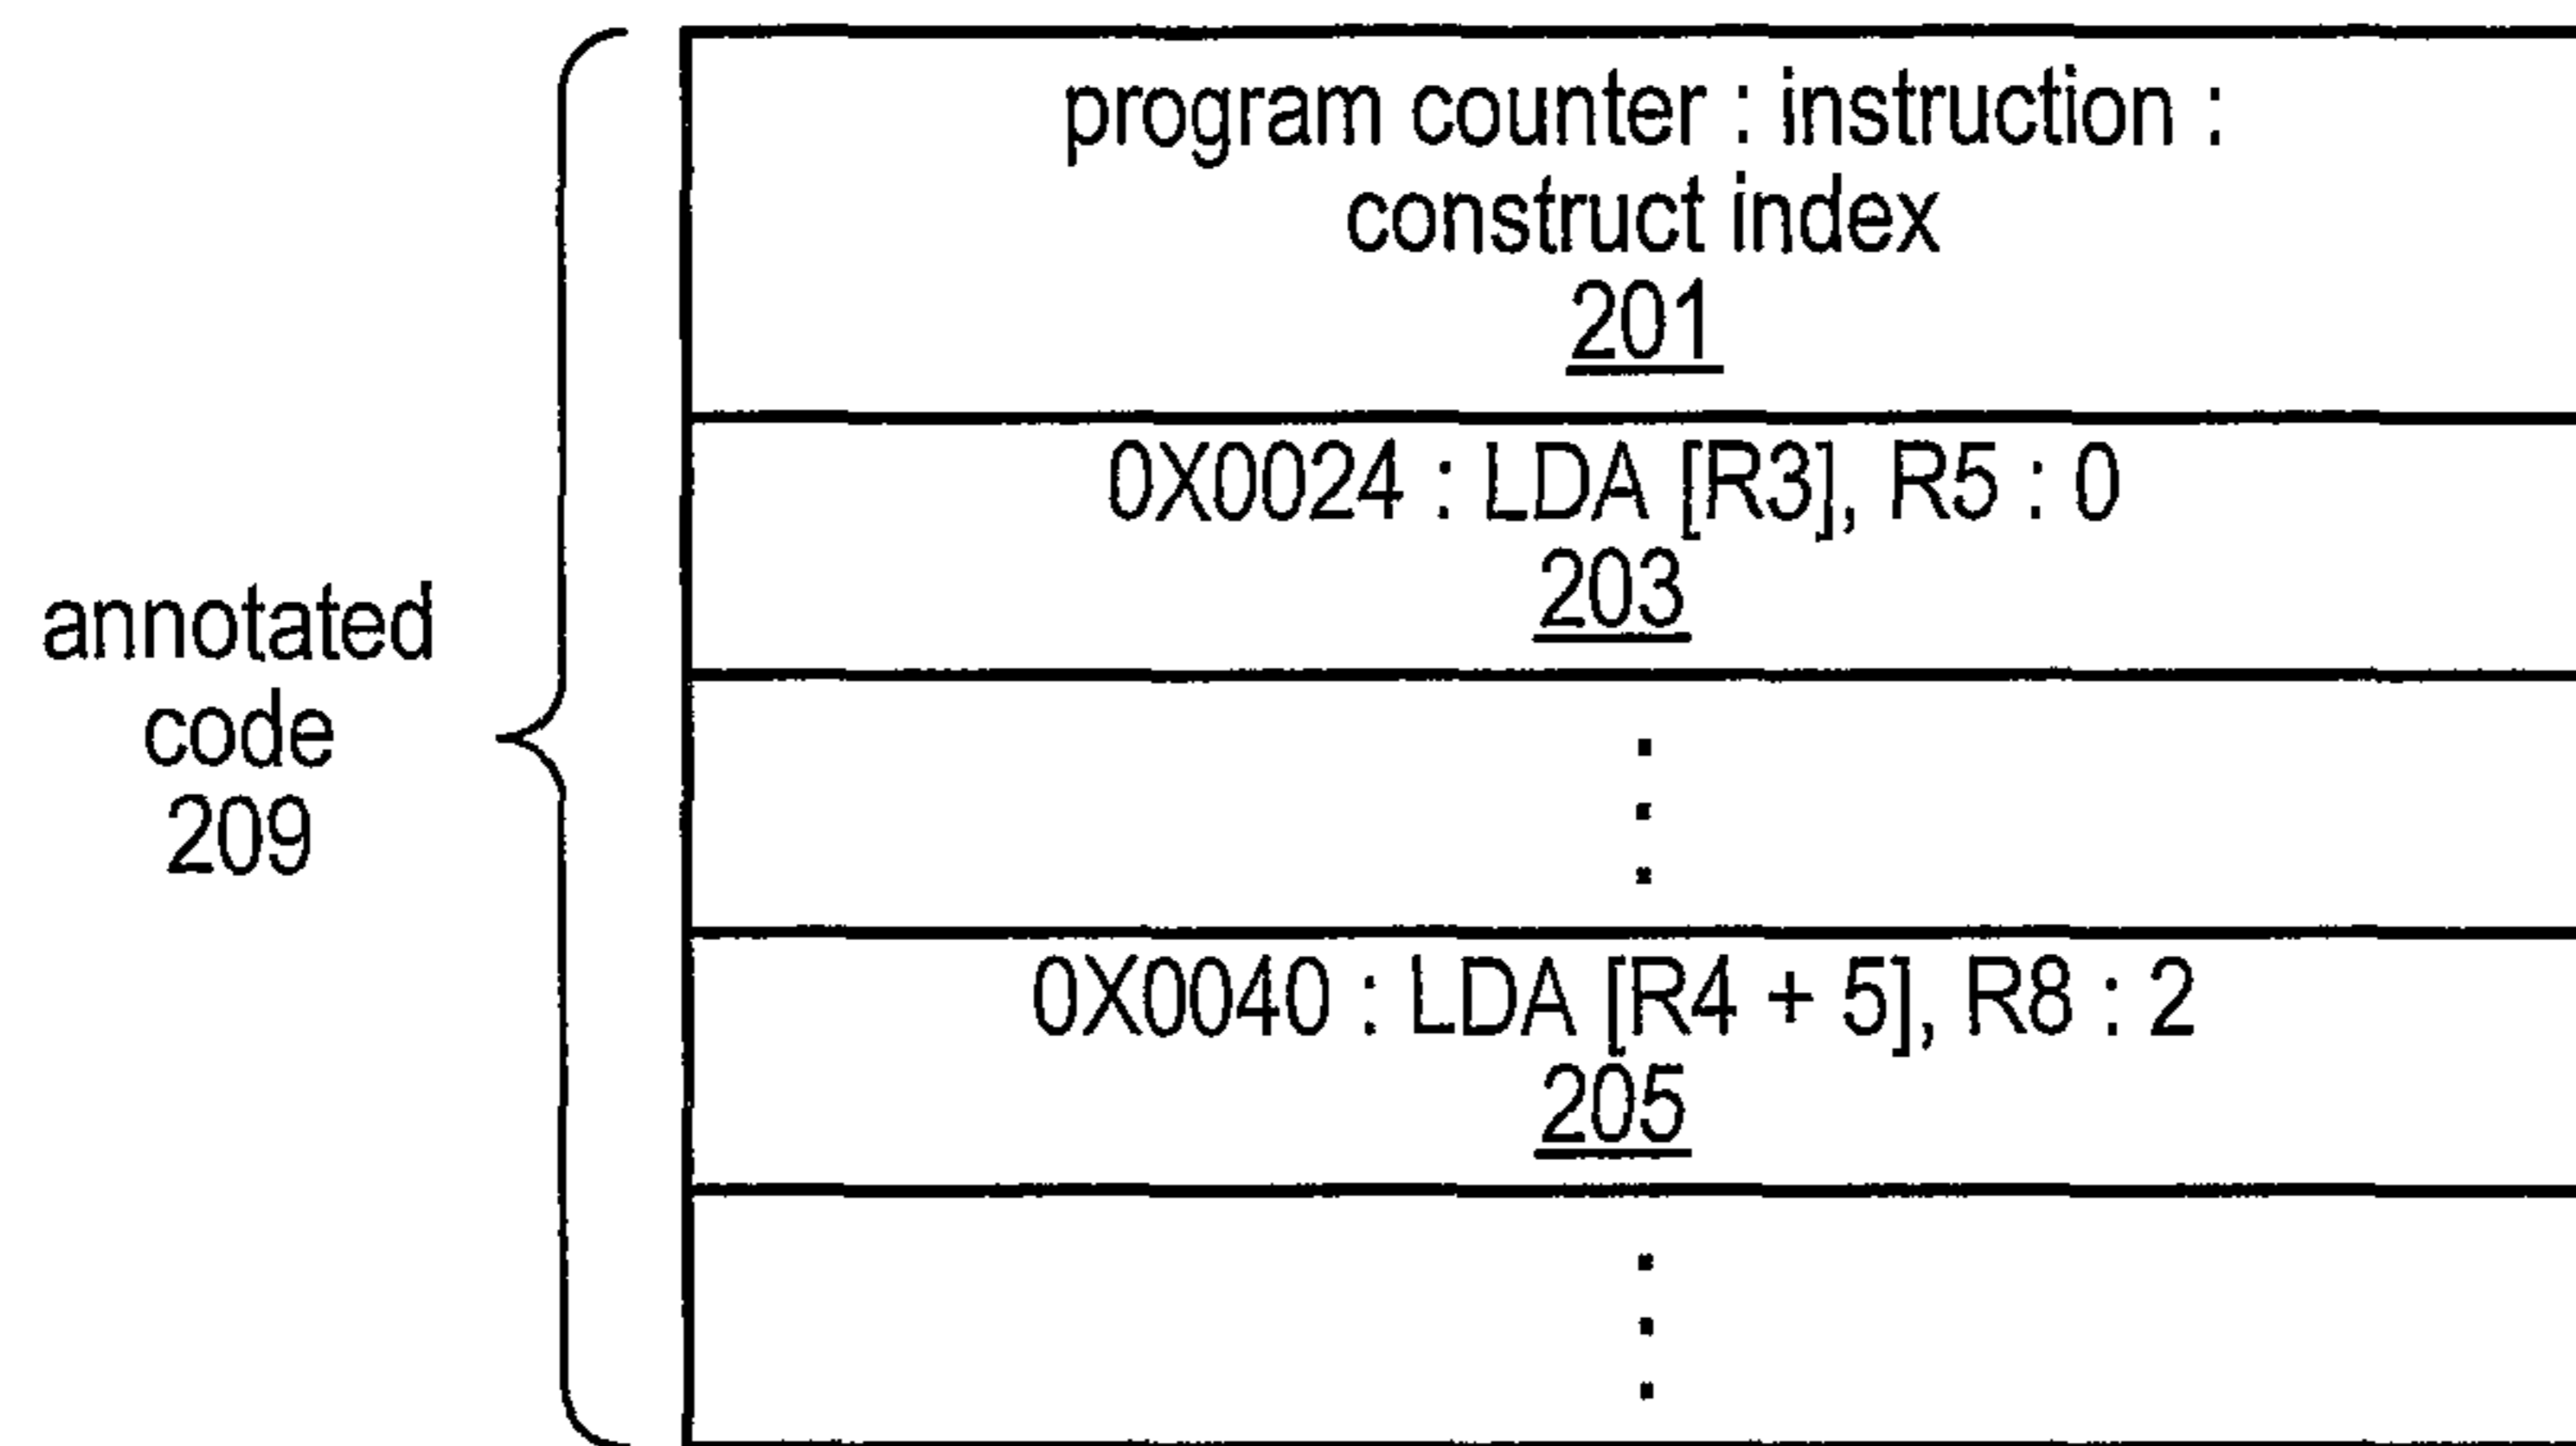 program counter : instruction :
construct index
201
0X0024 : LDA [R3], R5 : 0
203
annotated
code
209
0X0040 : LDA [R4 + 5], R8 : 2
205